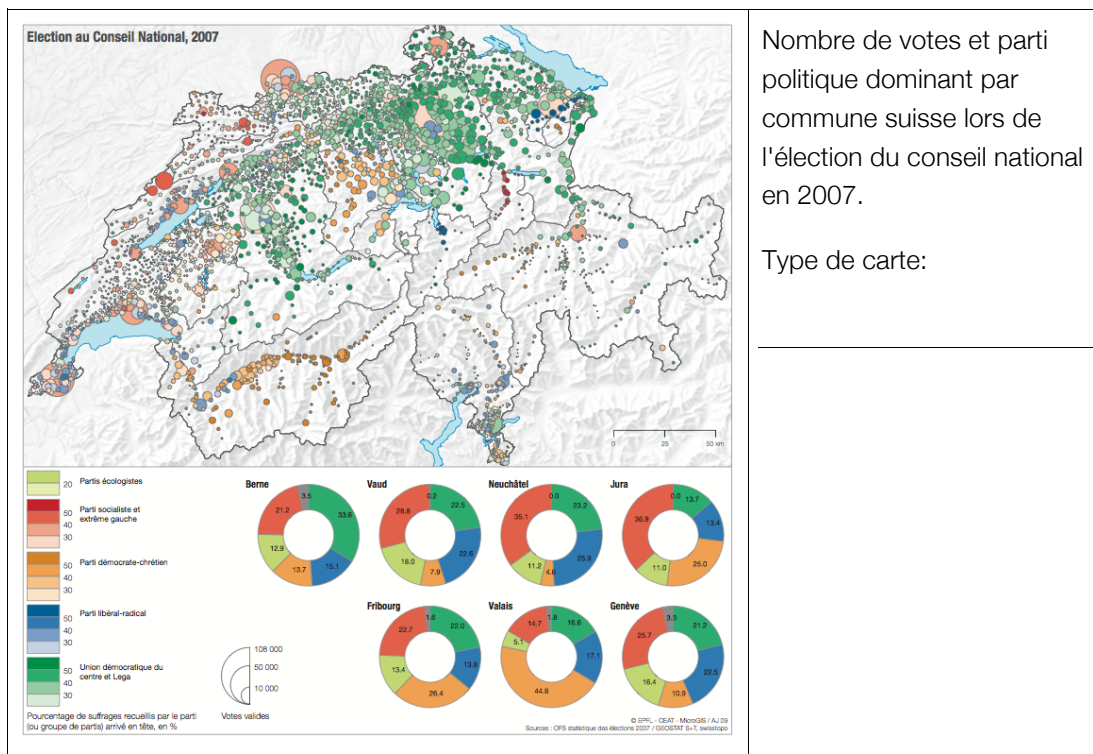 Election au Conseil National, 2007
0 25 50 km
20 Partis écologistes
50
40
30
Parti socialiste et
extrême gauche
50
40
30
Parti démocrate-chrétien
50
40
30
Parti libéral-radical
50
40
30
Union démocratique du
centre et Lega
Pourcentage de suffrages recueillis par le parti
(ou groupe de partis) arrivé en tête, en %
108 000
50 000
10 000
Votes valides
Berne
3.5
33.6
15.1
13.7
12.9
21.2
Vaud
0.2
22.5
22.6
7.9
18.0
28.8
Neuchâtel
0.0
23.2
25.9
4.6
11.2
35.1
Jura
0.0
13.7
13.4
25.0
11.0
36.9
Fribourg
1.6
22.0
13.8
26.4
13.4
22.7
Valais
1.8
16.6
17.1
44.8
5.1
14.7
Genève
3.3
21.2
22.5
10.9
16.4
25.7
© EPFL - CEAT - MicroGIS / AJ 09
Sources : OFS statistique des élections 2007 / GEOSTAT S+T, swisstopo
Nombre de votes et parti
politique dominant par
commune suisse lors de
l'élection du conseil national
en 2007.
Type de carte: